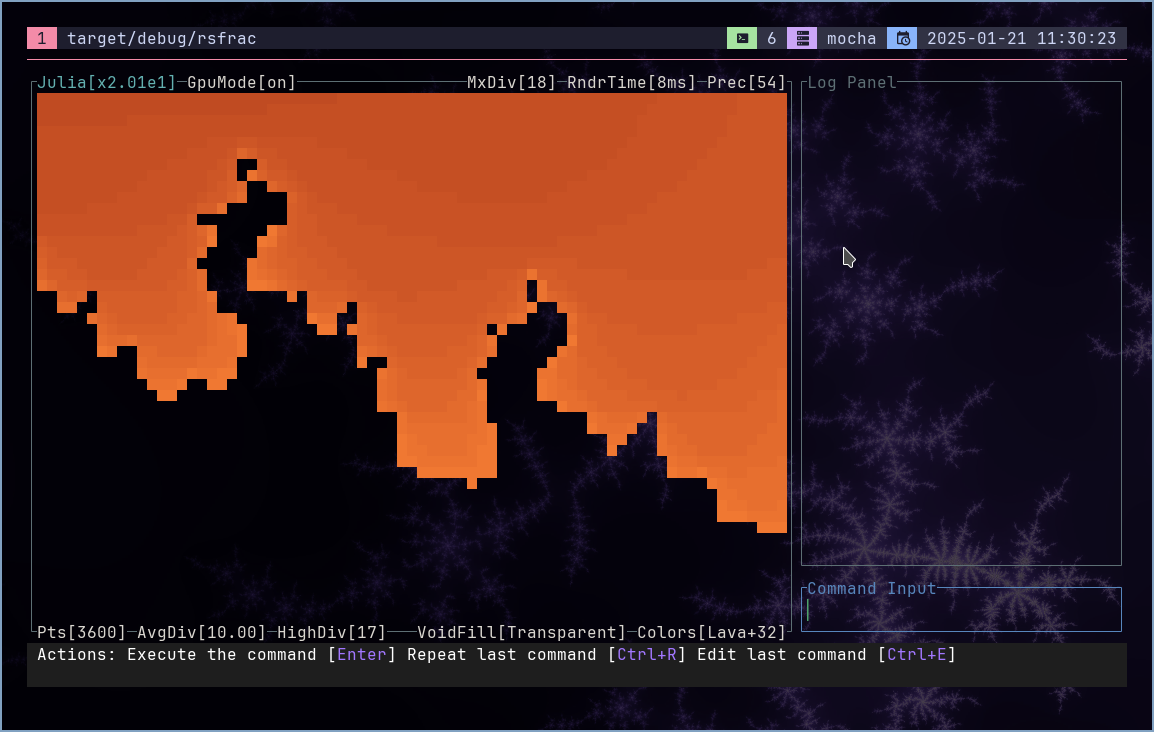 1 target/debug/rsfrac 6 mocha 2025-01-21 11:30:23
Julia[x2.01e1] GpuMode[on] MxDiv[18] RndrTime[8ms] Prec[54] Log Panel
Command Input
Pts[3600] AvgDiv[10.00] HighDiv[17] VoidFill[Transparent] Colors[Lava+32]
Actions: Execute the command [Enter] Repeat last command [Ctrl+R] Edit last command [Ctrl+E]